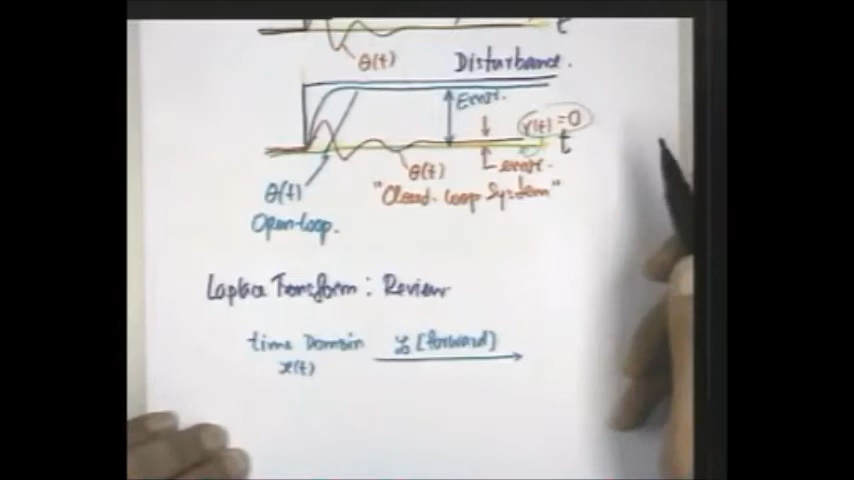 t
θ(t)
Disturbance.
Error.
r(t) = 0
t
θ(t)
error.
θ(t)
"Closed-loop System"
Open-loop.
Laplace Transform : Review
time Domain
x(t)
[forward]